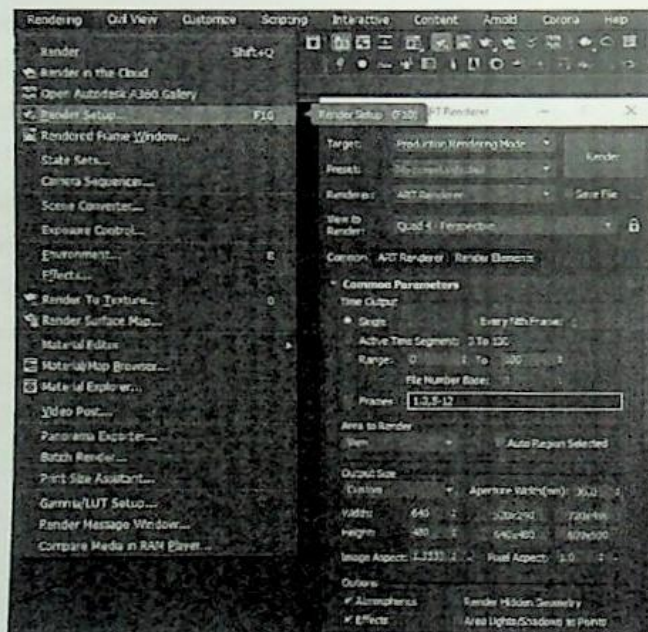 Rendering Civil View Customize Scripting Interactive Content Arnold Corona Help
Render Shift+Q
Render in the Cloud
Open Autodesk A360 Gallery
Render Setup... F10
Render Setup (F10)
ART Renderer
Rendered Frame Window...
State Sets...
Camera Sequencer...
Scene Converter...
Exposure Control...
Environment... 8
Effects...
Render To Texture... 0
Render Surface Map...
Material Editor
Material/Map Browser...
Material Explorer...
Video Post...
Panorama Exporter...
Batch Render...
Print Size Assistant...
Gamma/LUT Setup...
Render Message Window...
Compare Media in RAM Player...
Target: Production Rendering Mode
Render
Preset:
Renderer: ART Renderer Save File
View to
Render: Quad 4 - Perspective
Common ART Renderer Render Elements
Common Parameters
Time Output
Single Every Nth Frame:
Active Time Segment: 0 To 100
Range: 0 To 100
File Number Base:
Frames 1,3,5-12
Area to Render
View Auto Region Selected
Output Size
Custom Aperture Width(mm): 36.0
Width: 640 320x240 720x486
Height: 480 640x480 800x600
Image Aspect: 1.3333 Pixel Aspect: 1.0
Options
Atmospherics Render Hidden Geometry
Effects Area Lights/Shadows as Points